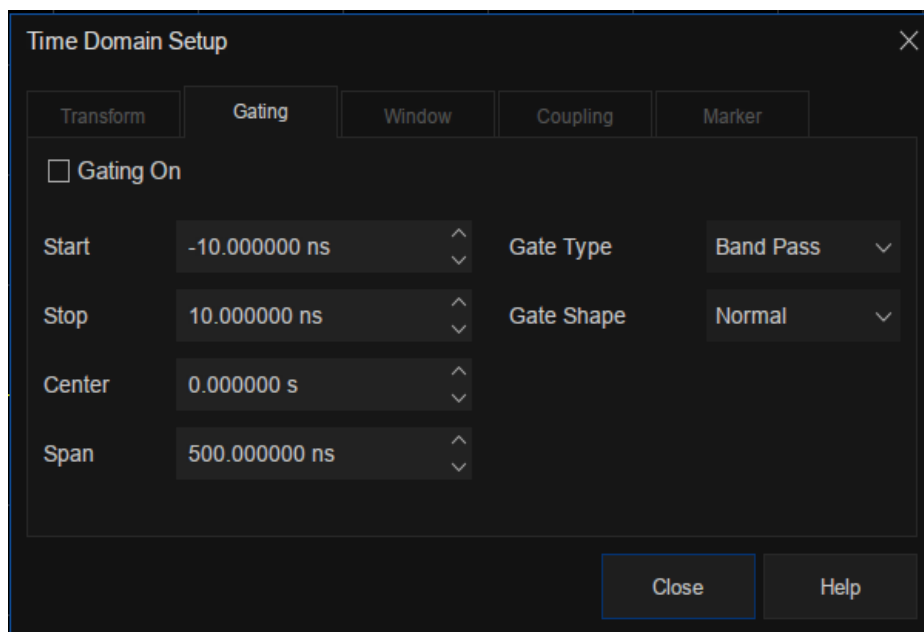 Time Domain Setup
Transform Gating Window Coupling Marker
Gating On
Start -10.000000 ns Gate Type Band Pass
Stop 10.000000 ns Gate Shape Normal
Center 0.000000 s
Span 500.000000 ns
Close Help